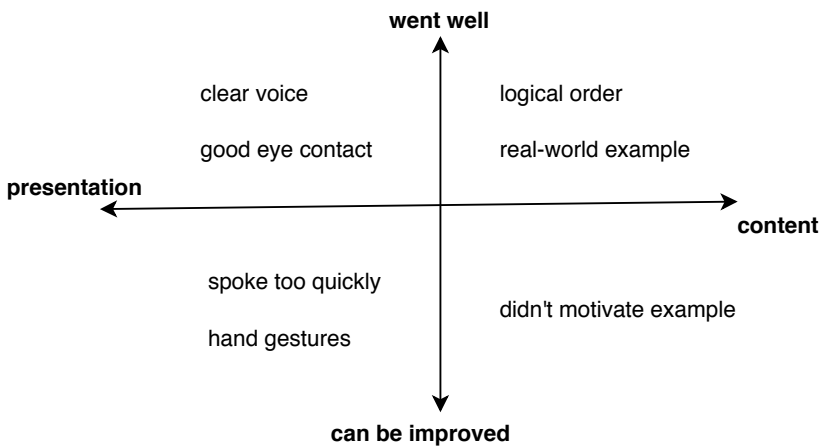 went well
clear voice
logical order
good eye contact
real-world example
presentation
content
spoke too quickly
didn't motivate example
hand gestures
can be improved